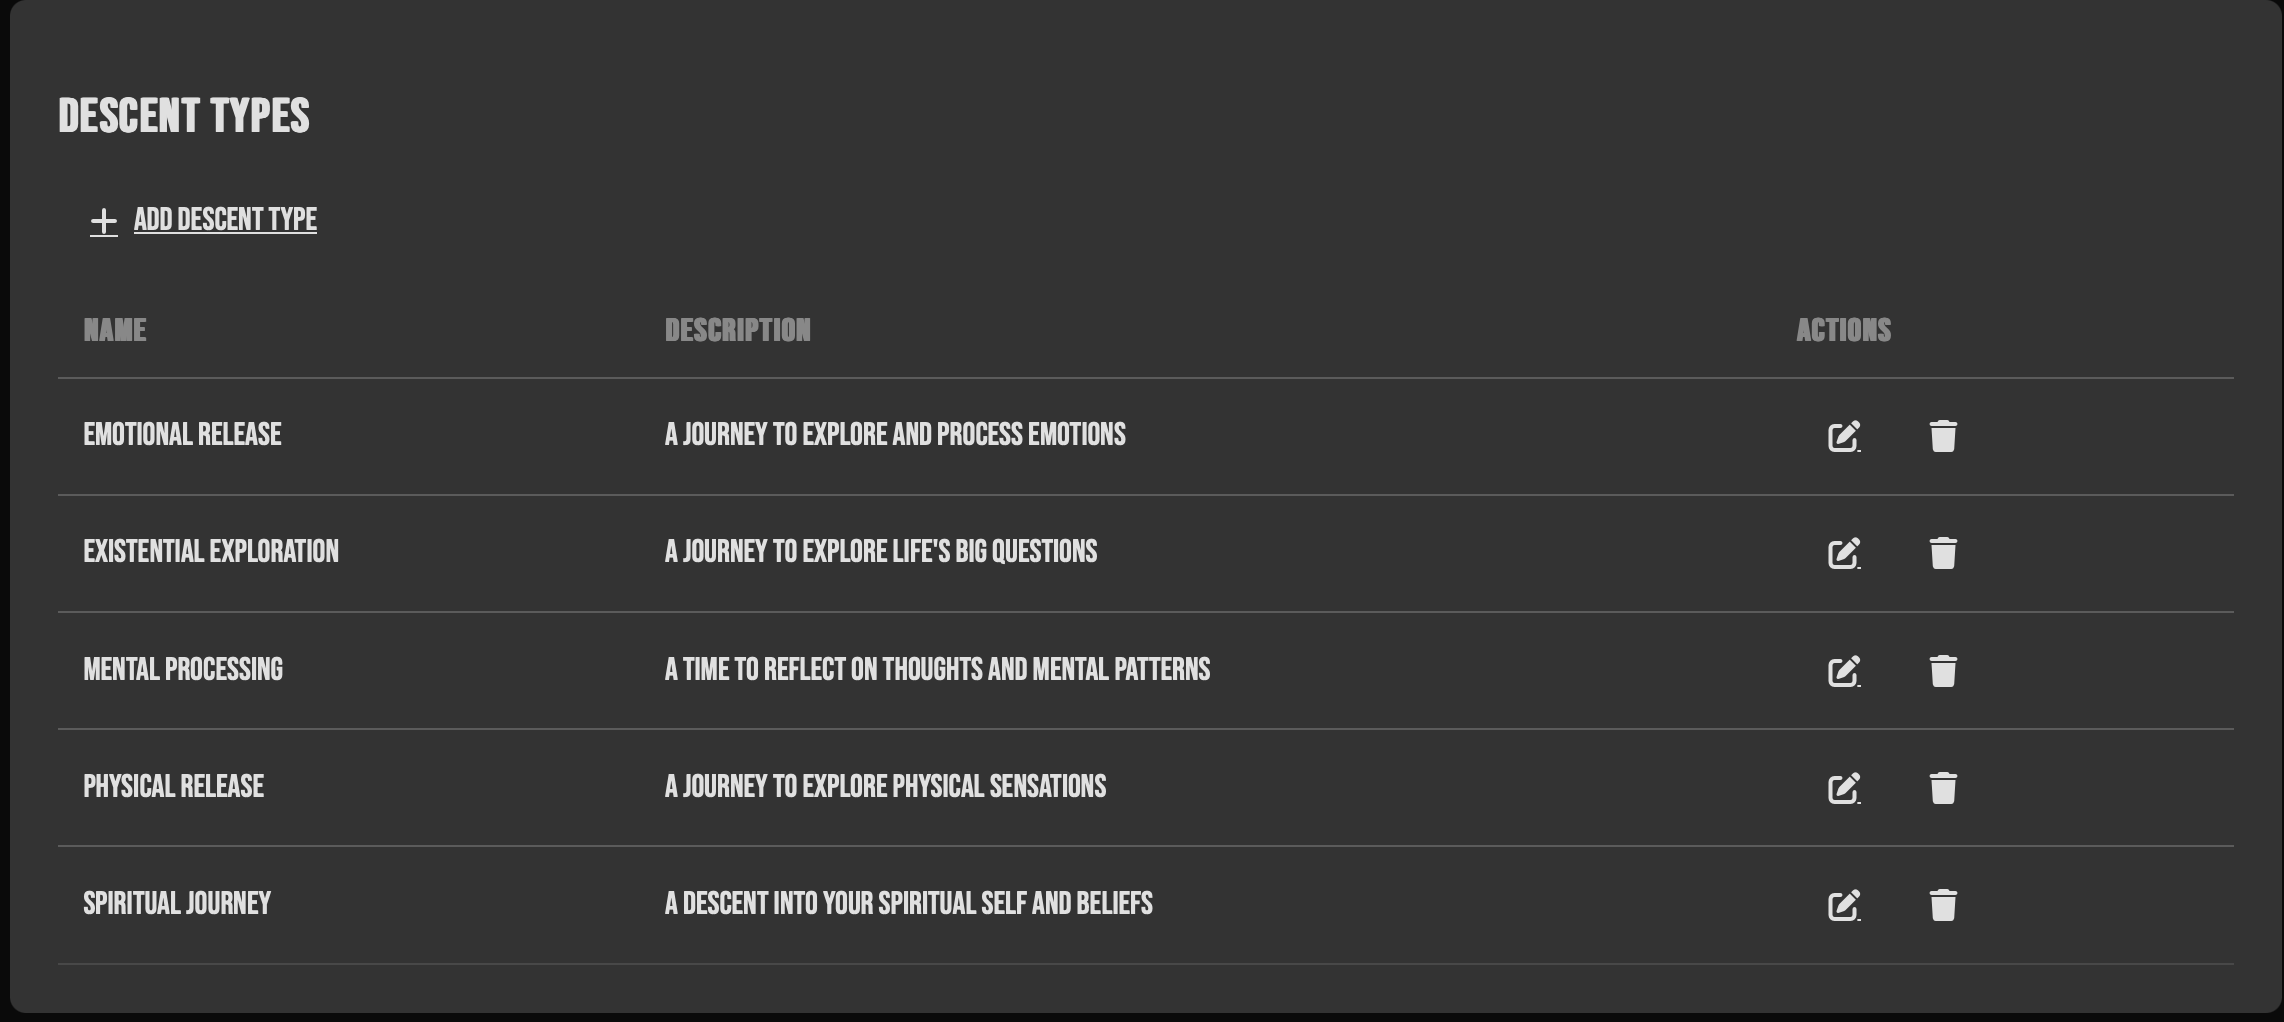 DESCENT TYPES
ADD DESCENT TYPE
NAME DESCRIPTION ACTIONS
EMOTIONAL RELEASE A JOURNEY TO EXPLORE AND PROCESS EMOTIONS
EXISTENTIAL EXPLORATION A JOURNEY TO EXPLORE LIFE'S BIG QUESTIONS
MENTAL PROCESSING A TIME TO REFLECT ON THOUGHTS AND MENTAL PATTERNS
PHYSICAL RELEASE A JOURNEY TO EXPLORE PHYSICAL SENSATIONS
SPIRITUAL JOURNEY A DESCENT INTO YOUR SPIRITUAL SELF AND BELIEFS